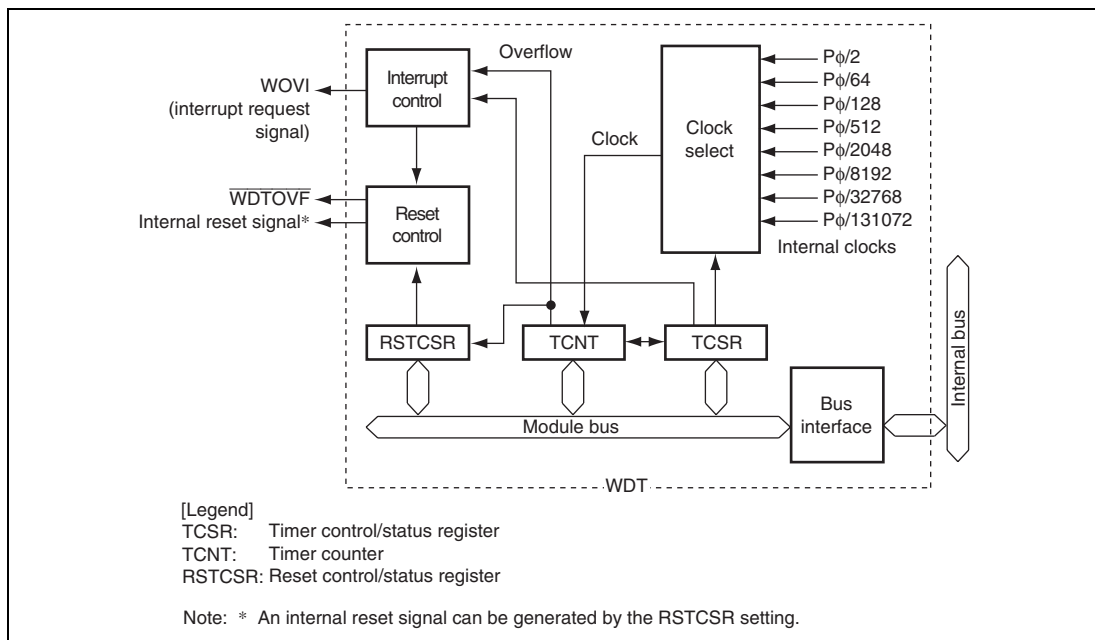 Overflow
Interrupt
control
WOVI
(interrupt request
signal)
WDTOVF
Internal reset signal*
Reset
control
Clock
Clock
select
Pϕ/2
Pϕ/64
Pϕ/128
Pϕ/512
Pϕ/2048
Pϕ/8192
Pϕ/32768
Pϕ/131072
Internal clocks
RSTCSR
TCNT
TCSR
Module bus
Bus
interface
Internal bus
WDT
[Legend]
TCSR: Timer control/status register
TCNT: Timer counter
RSTCSR: Reset control/status register
Note: * An internal reset signal can be generated by the RSTCSR setting.